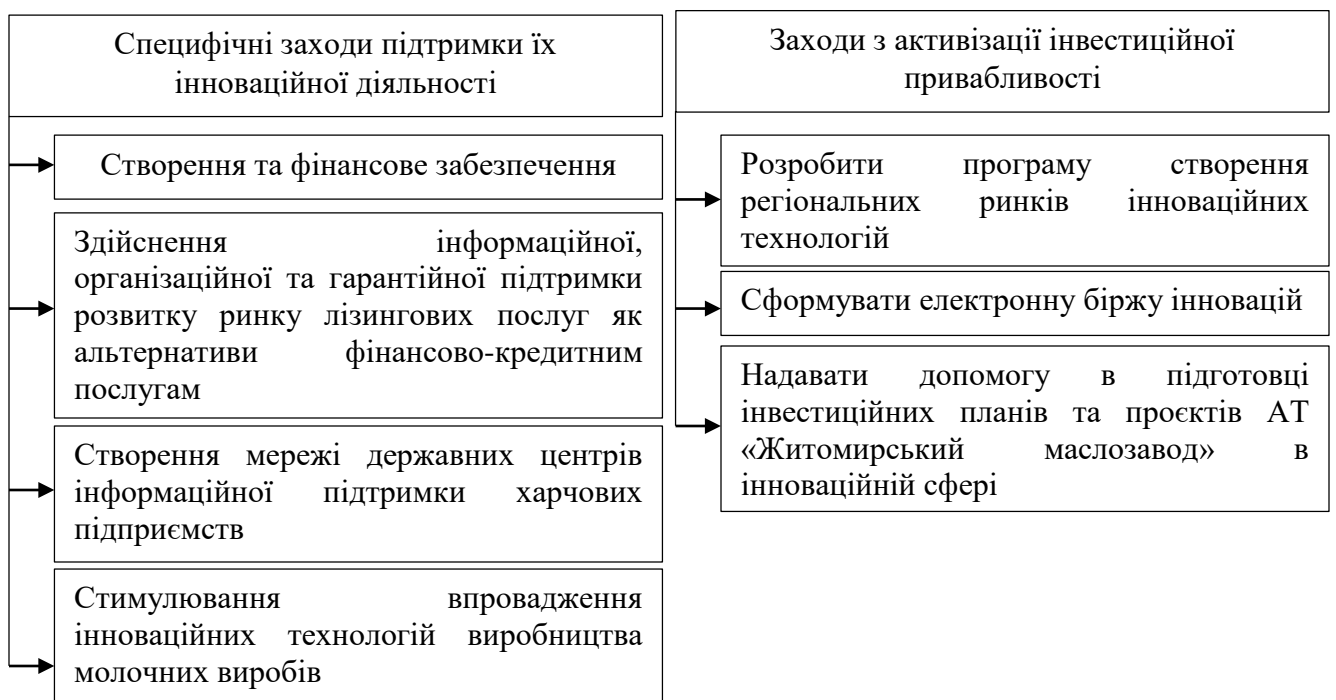 Специфічні заходи підтримки їх
інноваційної діяльності
Створення та фінансове забезпечення
Здійснення інформаційної,
організаційної та гарантійної підтримки
розвитку ринку лізингових послуг як
альтернативи фінансово-кредитним
послугам
Створення мережі державних центрів
інформаційної підтримки харчових
підприємств
Стимулювання впровадження
інноваційних технологій виробництва
молочних виробів
Заходи з активізації інвестиційної
привабливості
Розробити програму створення
регіональних ринків інноваційних
технологій
Сформувати електронну біржу інновацій
Надавати допомогу в підготовці
інвестиційних планів та проєктів АТ
«Житомирський маслозавод» в
інноваційній сфері